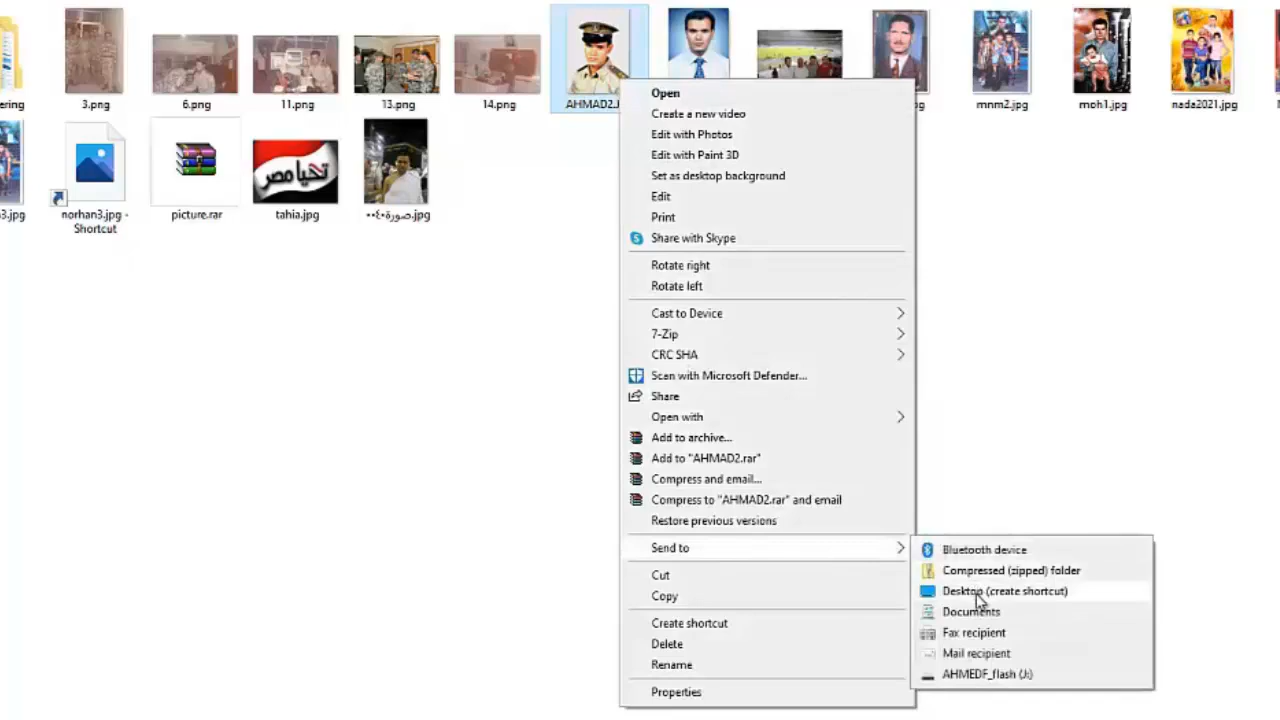 ering
3.png
6.png
11.png
13.png
14.png
AHMAD2.j
mnm2.jpg
moh1.jpg
nada2021.jpg
3.jpg
norhan3.jpg -
Shortcut
picture.rar
تحيا مصر
tahia.jpg
صورة٠٠٤٠.jpg
Open
Create a new video
Edit with Photos
Edit with Paint 3D
Set as desktop background
Edit
Print
Share with Skype
Rotate right
Rotate left
Cast to Device
7-Zip
CRC SHA
Scan with Microsoft Defender...
Share
Open with
Add to archive...
Add to "AHMAD2.rar"
Compress and email...
Compress to "AHMAD2.rar" and email
Restore previous versions
Send to
Cut
Copy
Create shortcut
Delete
Rename
Properties
Bluetooth device
Compressed (zipped) folder
Desktop (create shortcut)
Documents
Fax recipient
Mail recipient
AHMEDF_flash (J:)